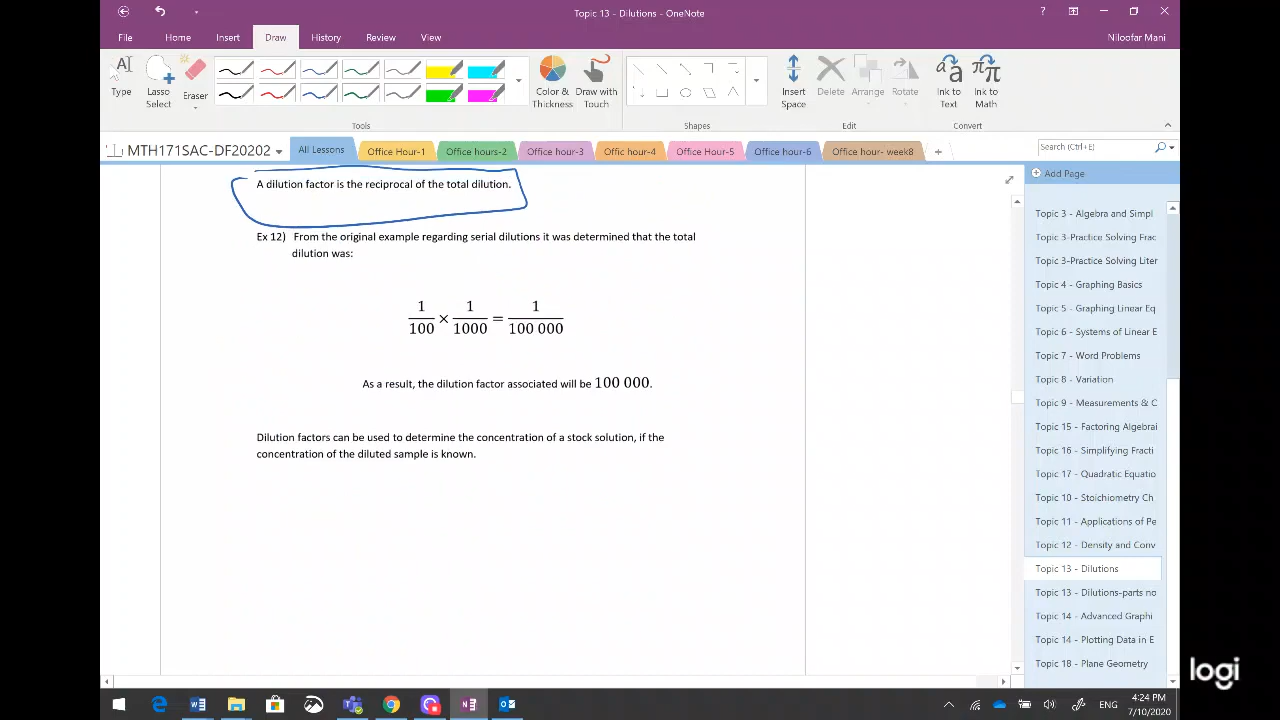 Topic 13 - Dilutions - OneNote
Niloofar Mani
File Home Insert Draw History Review View
Type
Lasso Select
Eraser
Color & Thickness
Draw with Touch
Insert Space
Delete
Arrange
Rotate
Ink to Text
Ink to Math
Tools
Shapes
Edit
Convert
MTH171SAC-DF20202
All Lessons
Office Hour-1
Office hours-2
Office hour-3
Offic hour-4
Office Hour-5
Office hour-6
Office hour- week8
Search (Ctrl + E)
Add Page
A dilution factor is the reciprocal of the total dilution.
Ex 12) From the original example regarding serial dilutions it was determined that the total
dilution was:
1/100 × 1/1000 = 1/100 000
As a result, the dilution factor associated will be 100 000.
Dilution factors can be used to determine the concentration of a stock solution, if the
concentration of the diluted sample is known.
Topic 3 - Algebra and Simpl
Topic 3-Practice Solving Frac
Topic 3-Practice Solving Liter
Topic 4 - Graphing Basics
Topic 5 - Graphing Linear Eq
Topic 6 - Systems of Linear E
Topic 7 - Word Problems
Topic 8 - Variation
Topic 9 - Measurements & C
Topic 15 - Factoring Algebrai
Topic 16 - Simplifying Fracti
Topic 17 - Quadratic Equatio
Topic 10 - Stoichiometry Ch
Topic 11 - Applications of Pe
Topic 12 - Density and Conv
Topic 13 - Dilutions
Topic 13 - Dilutions-parts no
Topic 14 - Advanced Graphi
Topic 14 - Plotting Data in E
Topic 18 - Plane Geometry
logi
ENG
4:24 PM
7/10/2020